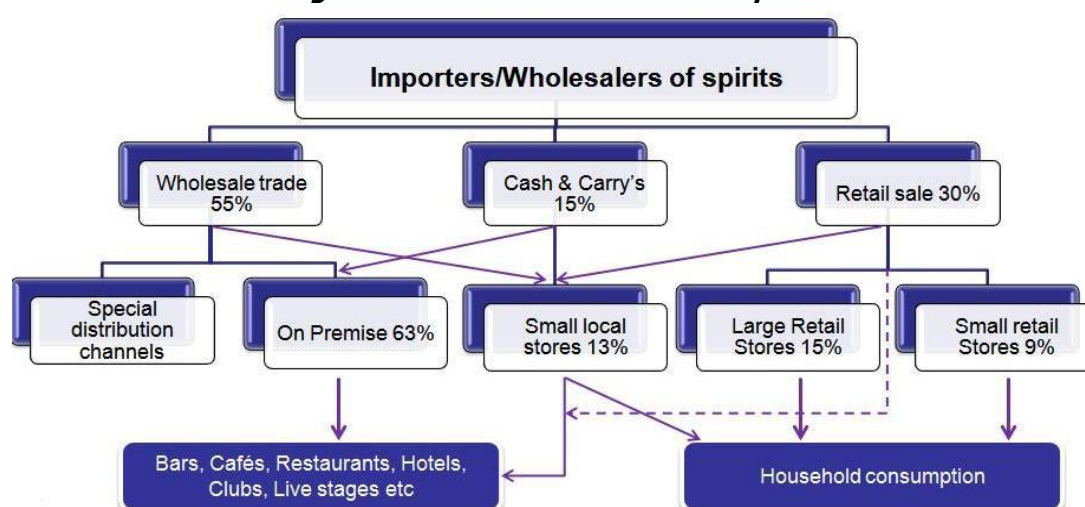 Importers/Wholesalers of spirits
Wholesale trade
55%
Cash & Carry's
15%
Retail sale 30%
Special
distribution
channels
On Premise 63%
Small local
stores 13%
Large Retail
Stores 15%
Small retail
Stores 9%
Bars, Cafés, Restaurants, Hotels,
Clubs, Live stages etc
Household consumption